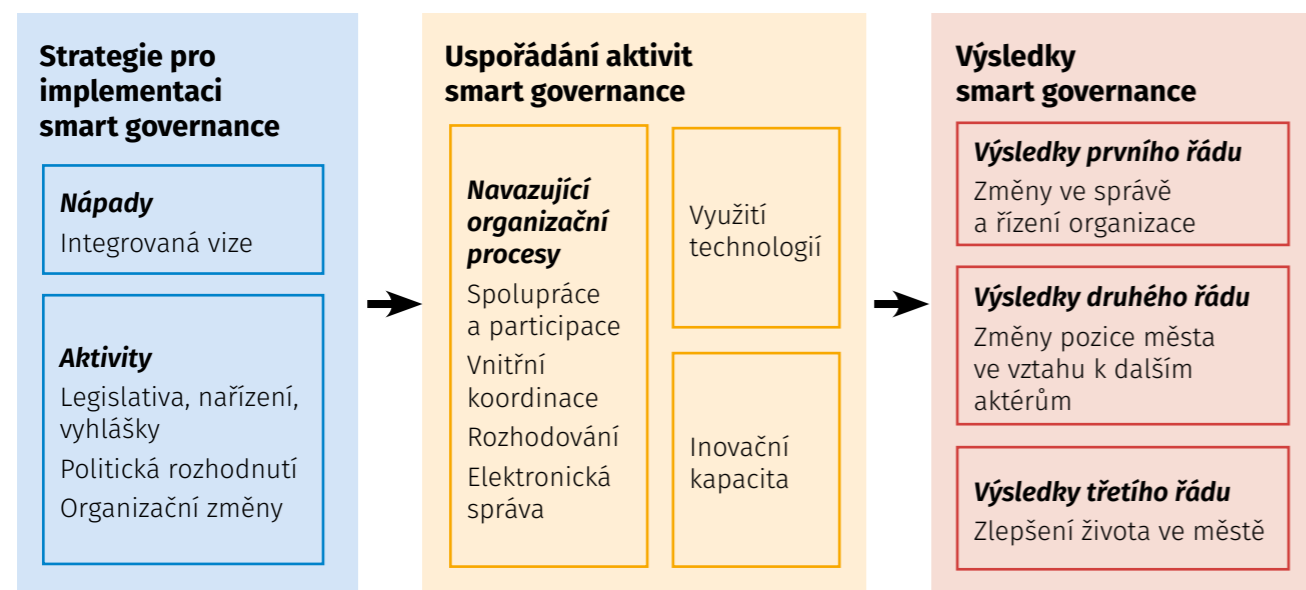 Strategie pro
implementaci
smart governance
Nápady
Integrovaná vize
Aktivity
Legislativa, nařízení,
vyhlášky
Politická rozhodnutí
Organizační změny
Uspořádání aktivit
smart governance
Navazující
organizační
procesy
Spolupráce
a participace
Vnitřní
koordinace
Rozhodování
Elektronická
správa
Využití
technologií
Inovační
kapacita
Výsledky
smart governance
Výsledky prvního řádu
Změny ve správě
a řízení organizace
Výsledky druhého řádu
Změny pozice města
ve vztahu k dalším
aktérům
Výsledky třetího řádu
Zlepšení života ve městě